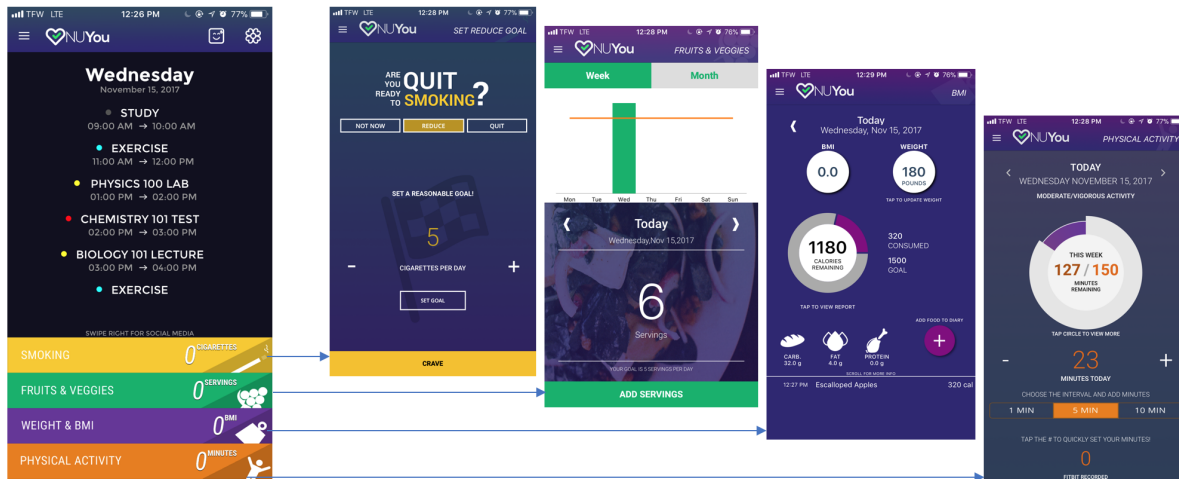 TFW LTE 12:26 PM 77%
NUYou
Wednesday
November 15, 2017
STUDY
09:00 AM → 10:00 AM
EXERCISE
11:00 AM → 12:00 PM
PHYSICS 100 LAB
01:00 PM → 02:00 PM
CHEMISTRY 101 TEST
02:00 PM → 03:00 PM
BIOLOGY 101 LECTURE
03:00 PM → 04:00 PM
EXERCISE
SWIPE RIGHT FOR SOCIAL MEDIA
SMOKING 0 CIGARETTES
FRUITS & VEGGIES 0 SERVINGS
WEIGHT & BMI 0 BMI
PHYSICAL ACTIVITY 0 MINUTES
TFW LTE 12:28 PM 77%
NUYou SET REDUCE GOAL
ARE YOU READY TO QUIT SMOKING?
NOT NOW REDUCE QUIT
SET A REASONABLE GOAL!
5
- CIGARETTES PER DAY +
SET GOAL
CRAVE
TFW LTE 12:28 PM 76%
NUYou FRUITS & VEGGIES
Week Month
Mon Tue Wed Thu Fri Sat Sun
Today
Wednesday,Nov 15,2017
6
Servings
YOUR GOAL IS 5 SERVINGS PER DAY
ADD SERVINGS
TFW LTE 12:29 PM 76%
NUYou BMI
Today
Wednesday, Nov 15, 2017
BMI WEIGHT
0.0 180
POUNDS
TAP TO UPDATE WEIGHT
1180
CALORIES
REMAINING
320
CONSUMED
1500
GOAL
TAP TO VIEW REPORT
ADD FOOD TO DIARY
+
CARB. FAT PROTEIN
32.0 g 4.0 g 0.0 g
SCROLL FOR MORE INFO
12:27 PM Escalloped Apples 320 cal
TFW LTE 12:28 PM 77%
NUYou PHYSICAL ACTIVITY
TODAY
WEDNESDAY NOVEMBER 15, 2017
MODERATE/VIGOROUS ACTIVITY
THIS WEEK
127 / 150
MINUTES
REMAINING
TAP CIRCLE TO VIEW MORE
- 23 +
MINUTES TODAY
CHOOSE THE INTERVAL AND ADD MINUTES
1 MIN 5 MIN 10 MIN
TAP THE # TO QUICKLY SET YOUR MINUTES!
0
FITBIT RECORDED